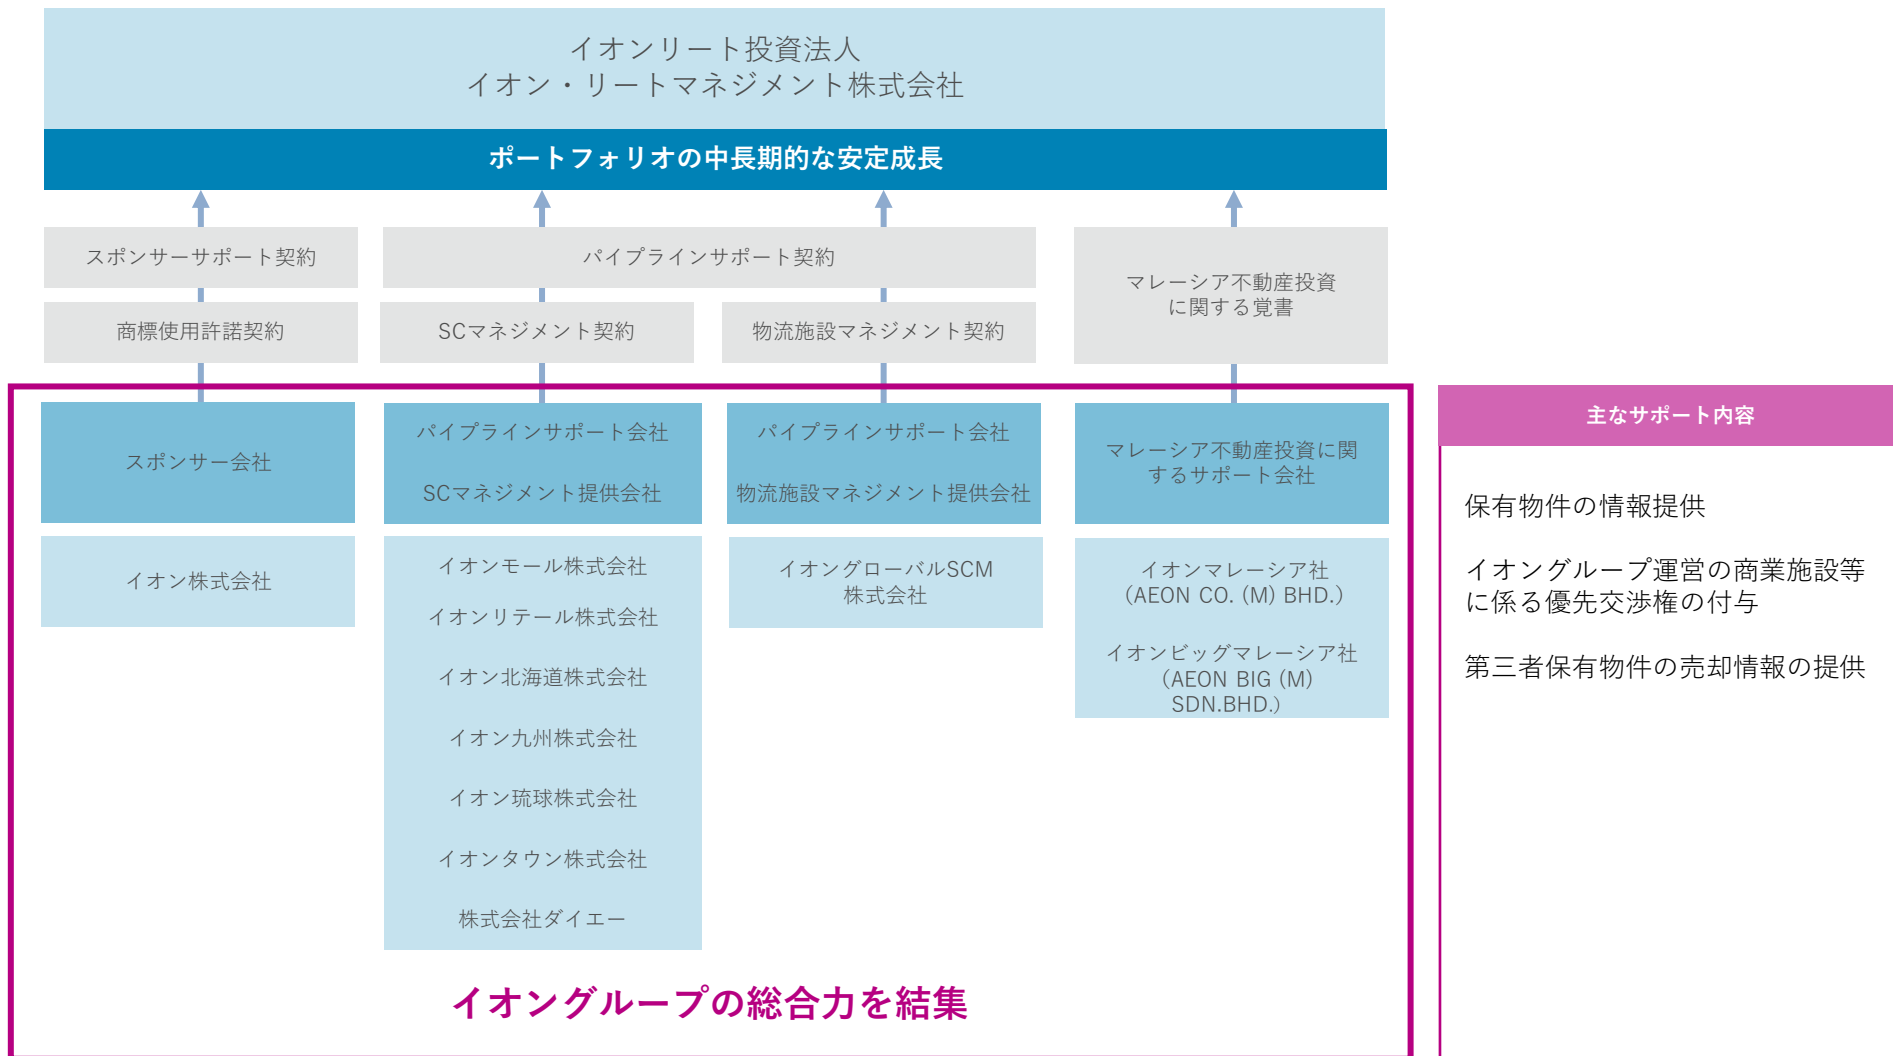 イオンリート投資法人
イオン・リートマネジメント株式会社
ポートフォリオの中長期的な安定成長
スポンサーサポート契約
パイプラインサポート契約
マレーシア不動産投資
に関する覚書
商標使用許諾契約
SCマネジメント契約
物流施設マネジメント契約
スポンサー会社
パイプラインサポート会社
SCマネジメント提供会社
パイプラインサポート会社
物流施設マネジメント提供会社
マレーシア不動産投資に関
するサポート会社
イオン株式会社
イオンモール株式会社
イオンリテール株式会社
イオン北海道株式会社
イオン九州株式会社
イオン琉球株式会社
イオンタウン株式会社
株式会社ダイエー
イオングローバルSCM
株式会社
イオンマレーシア社
（AEON CO. (M) BHD.）
イオンビッグマレーシア社
（AEON BIG (M)
SDN.BHD.）
イオングループの総合力を結集
主なサポート内容
保有物件の情報提供
イオングループ運営の商業施設等
に係る優先交渉権の付与
第三者保有物件の売却情報の提供